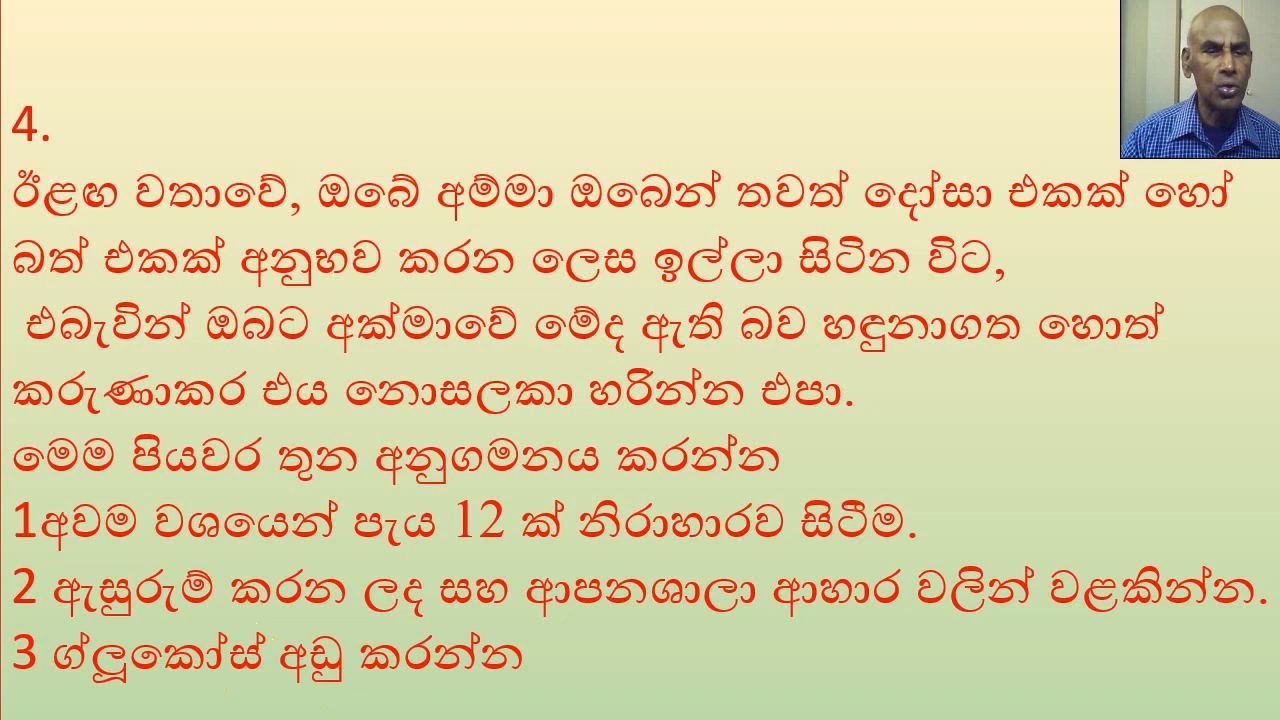 4.
ඊළඟ වතාවේ, ඔබේ අම්මා ඔබෙන් තවත් දෝසා එකක් හෝ
බත් එකක් අනුභව කරන ලෙස ඉල්ලා සිටින විට,
එබැවින් ඔබට අක්මාවේ මේද ඇති බව හඳුනාගත හොත්
කරුණාකර එය නොසලකා හරින්න එපා.
මෙම පියවර තුන අනුගමනය කරන්න
1අවම වශයෙන් පැය 12 ක් නිරාහාරව සිටීම.
2 ඇසුරුම් කරන ලද සහ ආපනශාලා ආහාර වලින් වළකින්න.
3 ග්ලූකෝස් අඩු කරන්න